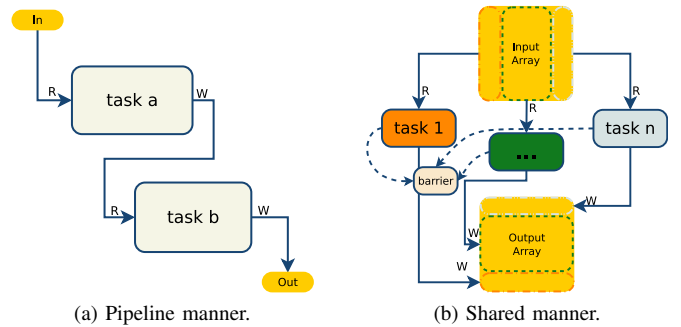 In
R
task a
W
R
task b
W
Out
(a) Pipeline manner.
Input
Array
R
R
R
task 1
...
task n
barrier
W
W
W
Output
Array
(b) Shared manner.